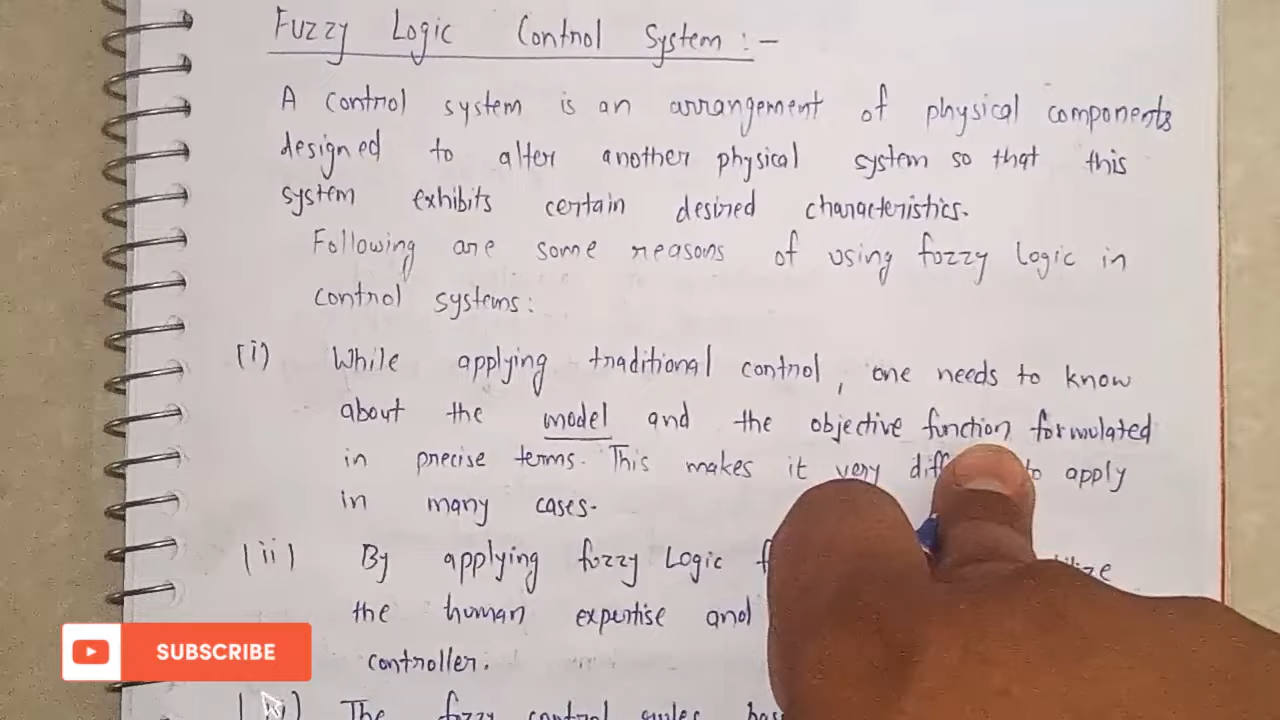 Fuzzy Logic Control System :-
A control system is an arrangement of physical components
designed to alter another physical system so that this
system exhibits certain desired characteristics.
Following are some reasons of using fuzzy Logic in
control systems:
(i) While applying traditional control, one needs to know
about the model and the objective function formulated
in precise terms. This makes it very to apply
in many cases.
(ii) By applying fuzzy Logic
the human expertise and
controller.
The fuzzy control rules
SUBSCRIBE